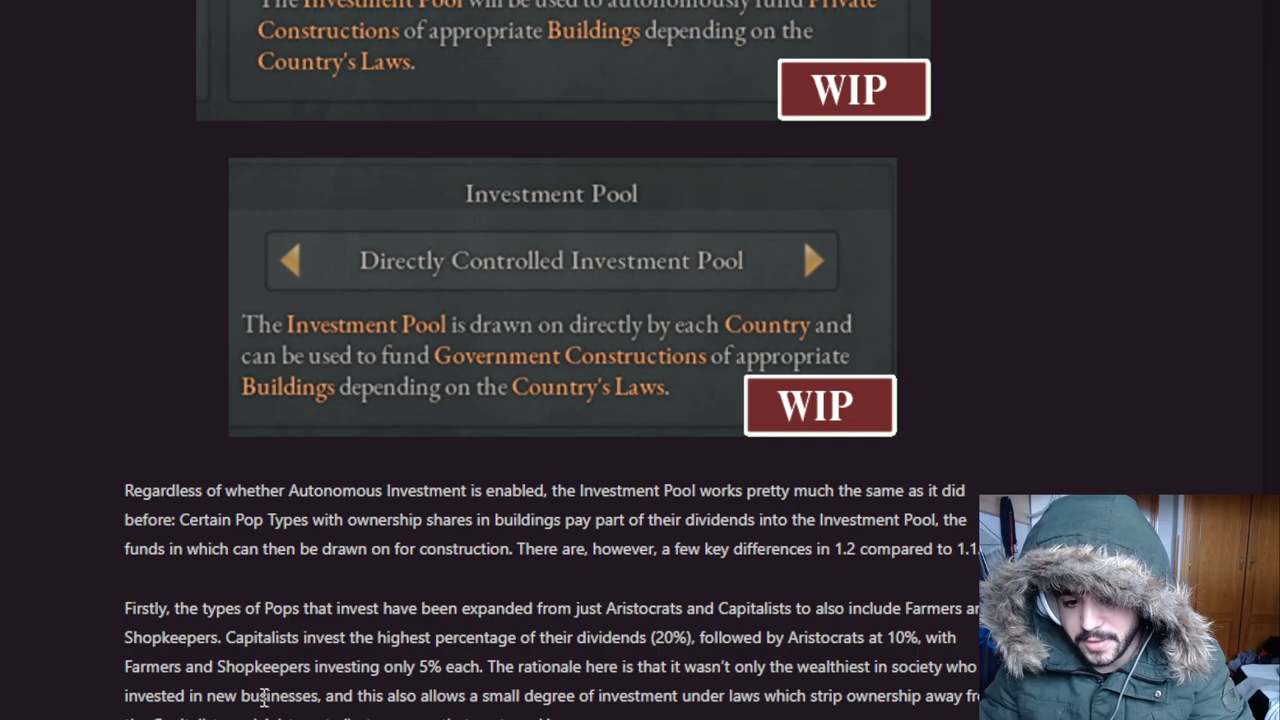 The Investment Pool will be used to autonomously fund Private
Constructions of appropriate Buildings depending on the
Country's Laws.
WIP
Investment Pool
Directly Controlled Investment Pool
The Investment Pool is drawn on directly by each Country and
can be used to fund Government Constructions of appropriate
Buildings depending on the Country's Laws.
WIP
Regardless of whether Autonomous Investment is enabled, the Investment Pool works pretty much the same as it did
before: Certain Pop Types with ownership shares in buildings pay part of their dividends into the Investment Pool, the
funds in which can then be drawn on for construction. There are, however, a few key differences in 1.2 compared to 1.1.
Firstly, the types of Pops that invest have been expanded from just Aristocrats and Capitalists to also include Farmers
Shopkeepers. Capitalists invest the highest percentage of their dividends (20%), followed by Aristocrats at 10%, with
Farmers and Shopkeepers investing only 5% each. The rationale here is that it wasn't only the wealthiest in society who
invested in new businesses, and this also allows a small degree of investment under laws which strip ownership away